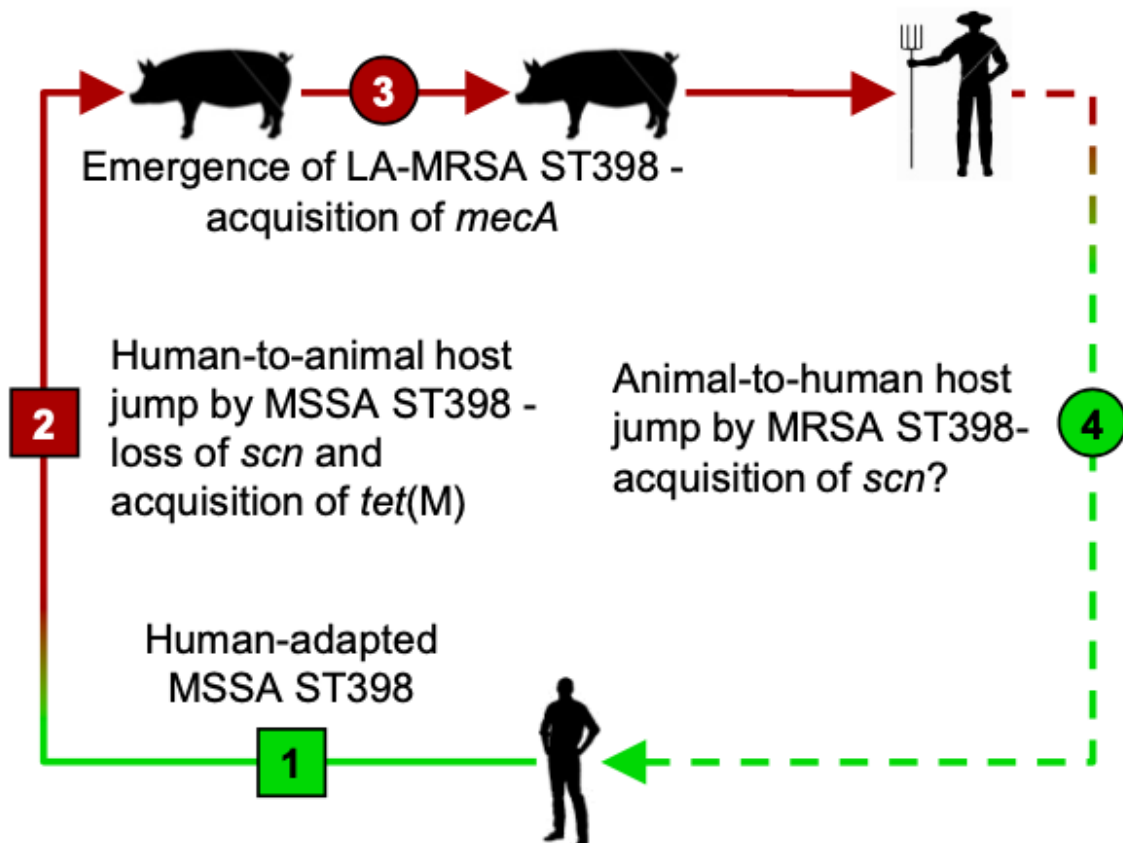 3
Emergence of LA-MRSA ST398 -
acquisition of mecA
2
Human-to-animal host
jump by MSSA ST398 -
loss of scn and
acquisition of tet(M)
Animal-to-human host
jump by MRSA ST398-
acquisition of scn?
4
Human-adapted
MSSA ST398
1